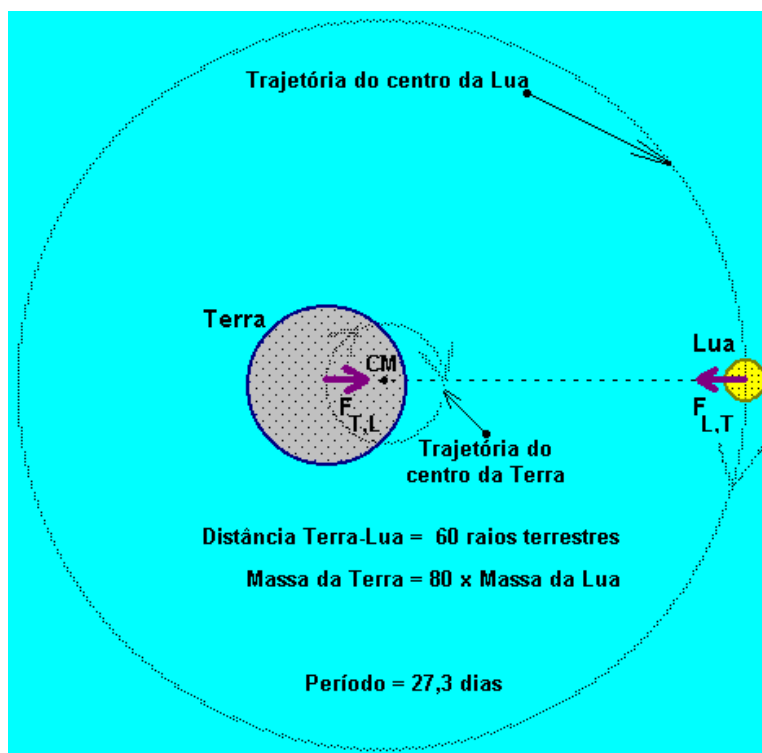 Trajetória do centro da Lua
Terra
Lua
CM
F T,L
F L,T
Trajetória do
centro da Terra
Distância Terra-Lua = 60 raios terrestres
Massa da Terra = 80 x Massa da Lua
Período = 27,3 dias